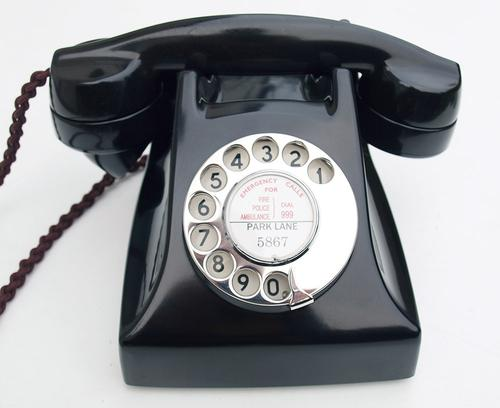 1
2
3
4
5
6
7
8
9
0
EMERGENCY CALLS
FOR
FIRE
POLICE DIAL
AMBULANCE 999
PARK LANE
5867